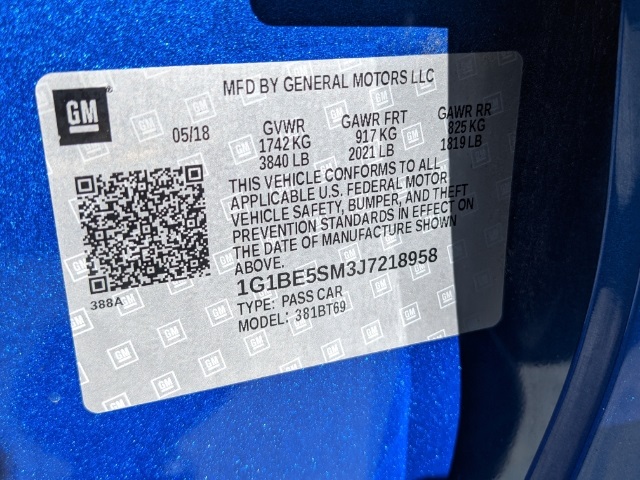 MFD BY GENERAL MOTORS LLC
GM
05/18 GVWR GAWR FRT GAWR RR
1742 KG 917 KG 825 KG
3840 LB 2021 LB 1819 LB
THIS VEHICLE CONFORMS TO ALL
APPLICABLE U.S. FEDERAL MOTOR
VEHICLE SAFETY, BUMPER, AND THEFT
PREVENTION STANDARDS IN EFFECT ON
THE DATE OF MANUFACTURE SHOWN
ABOVE.
1G1BE5SM3J7218958
TYPE: PASS CAR
MODEL: 381BT69
388A